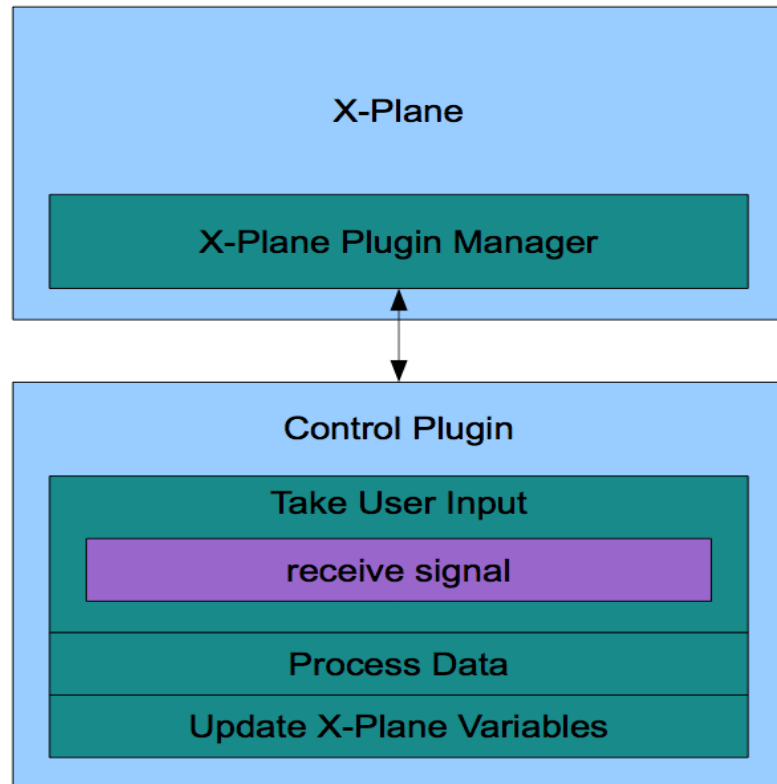 X-Plane
X-Plane Plugin Manager
Control Plugin
Take User Input
receive signal
Process Data
Update X-Plane Variables